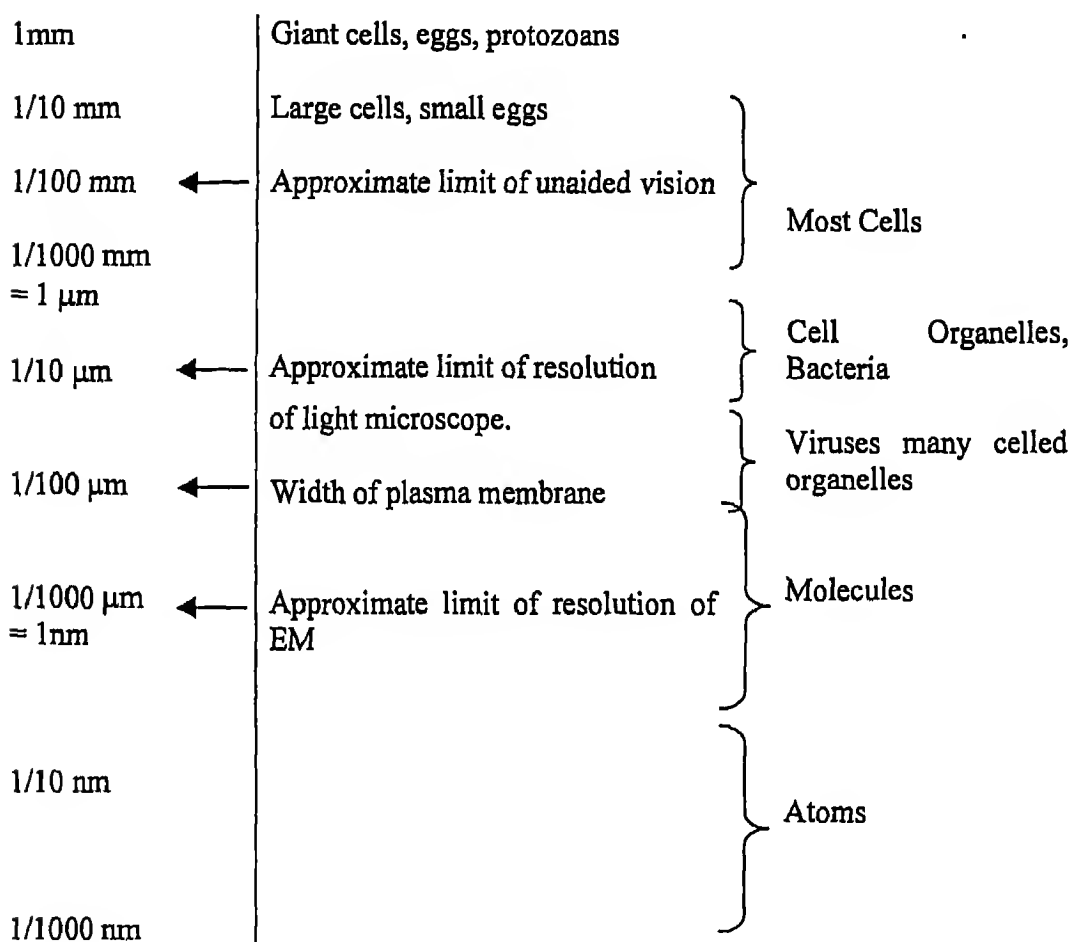 1mm Giant cells, eggs, protozoans
1/10 mm Large cells, small eggs
1/100 mm Approximate limit of unaided vision
Most Cells
1/1000 mm
= 1 μm
Cell Organelles,
Bacteria
1/10 μm Approximate limit of resolution
of light microscope.
Viruses many celled
organelles
1/100 μm Width of plasma membrane
Molecules
1/1000 μm Approximate limit of resolution of
= 1nm EM
1/10 nm
Atoms
1/1000 nm